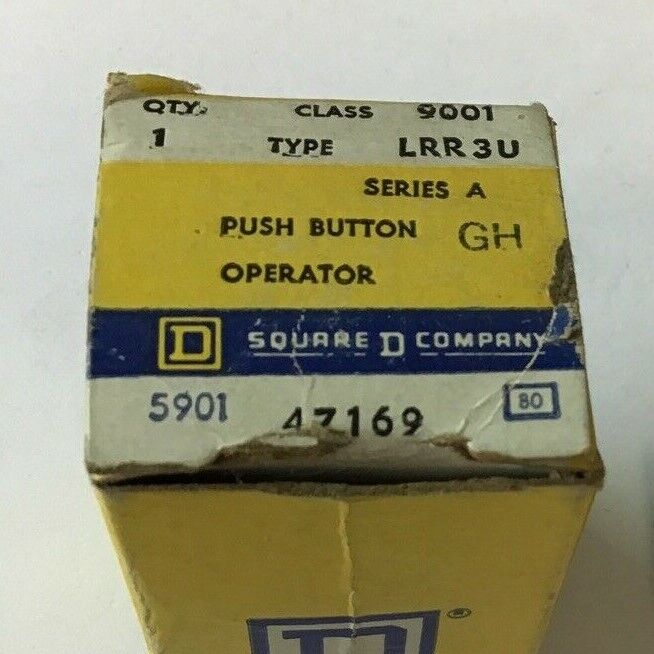 QTY. CLASS 9001
1 TYPE LRR3U
SERIES A
PUSH BUTTON GH
OPERATOR
D SQUARE D COMPANY
5901 47169 80
D ®